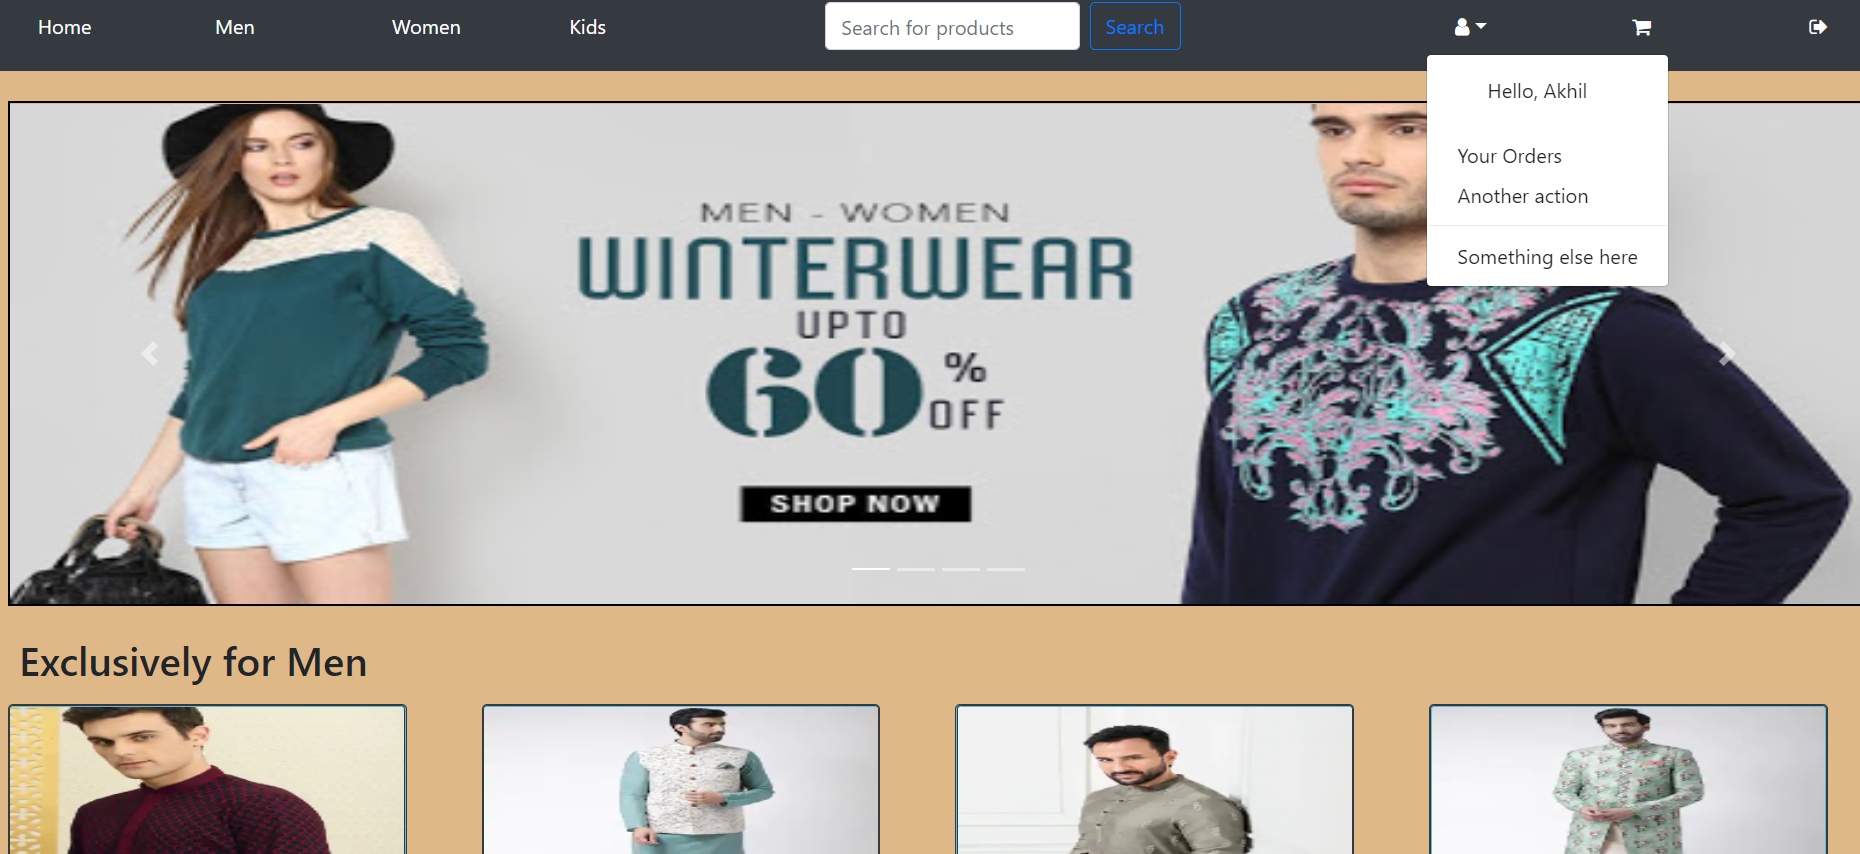 Home Men Women Kids Search for products Search
Hello, Akhil
Your Orders
Another action
Something else here
MEN - WOMEN
WINTERWEAR
UPTO
60% OFF
SHOP NOW
Exclusively for Men